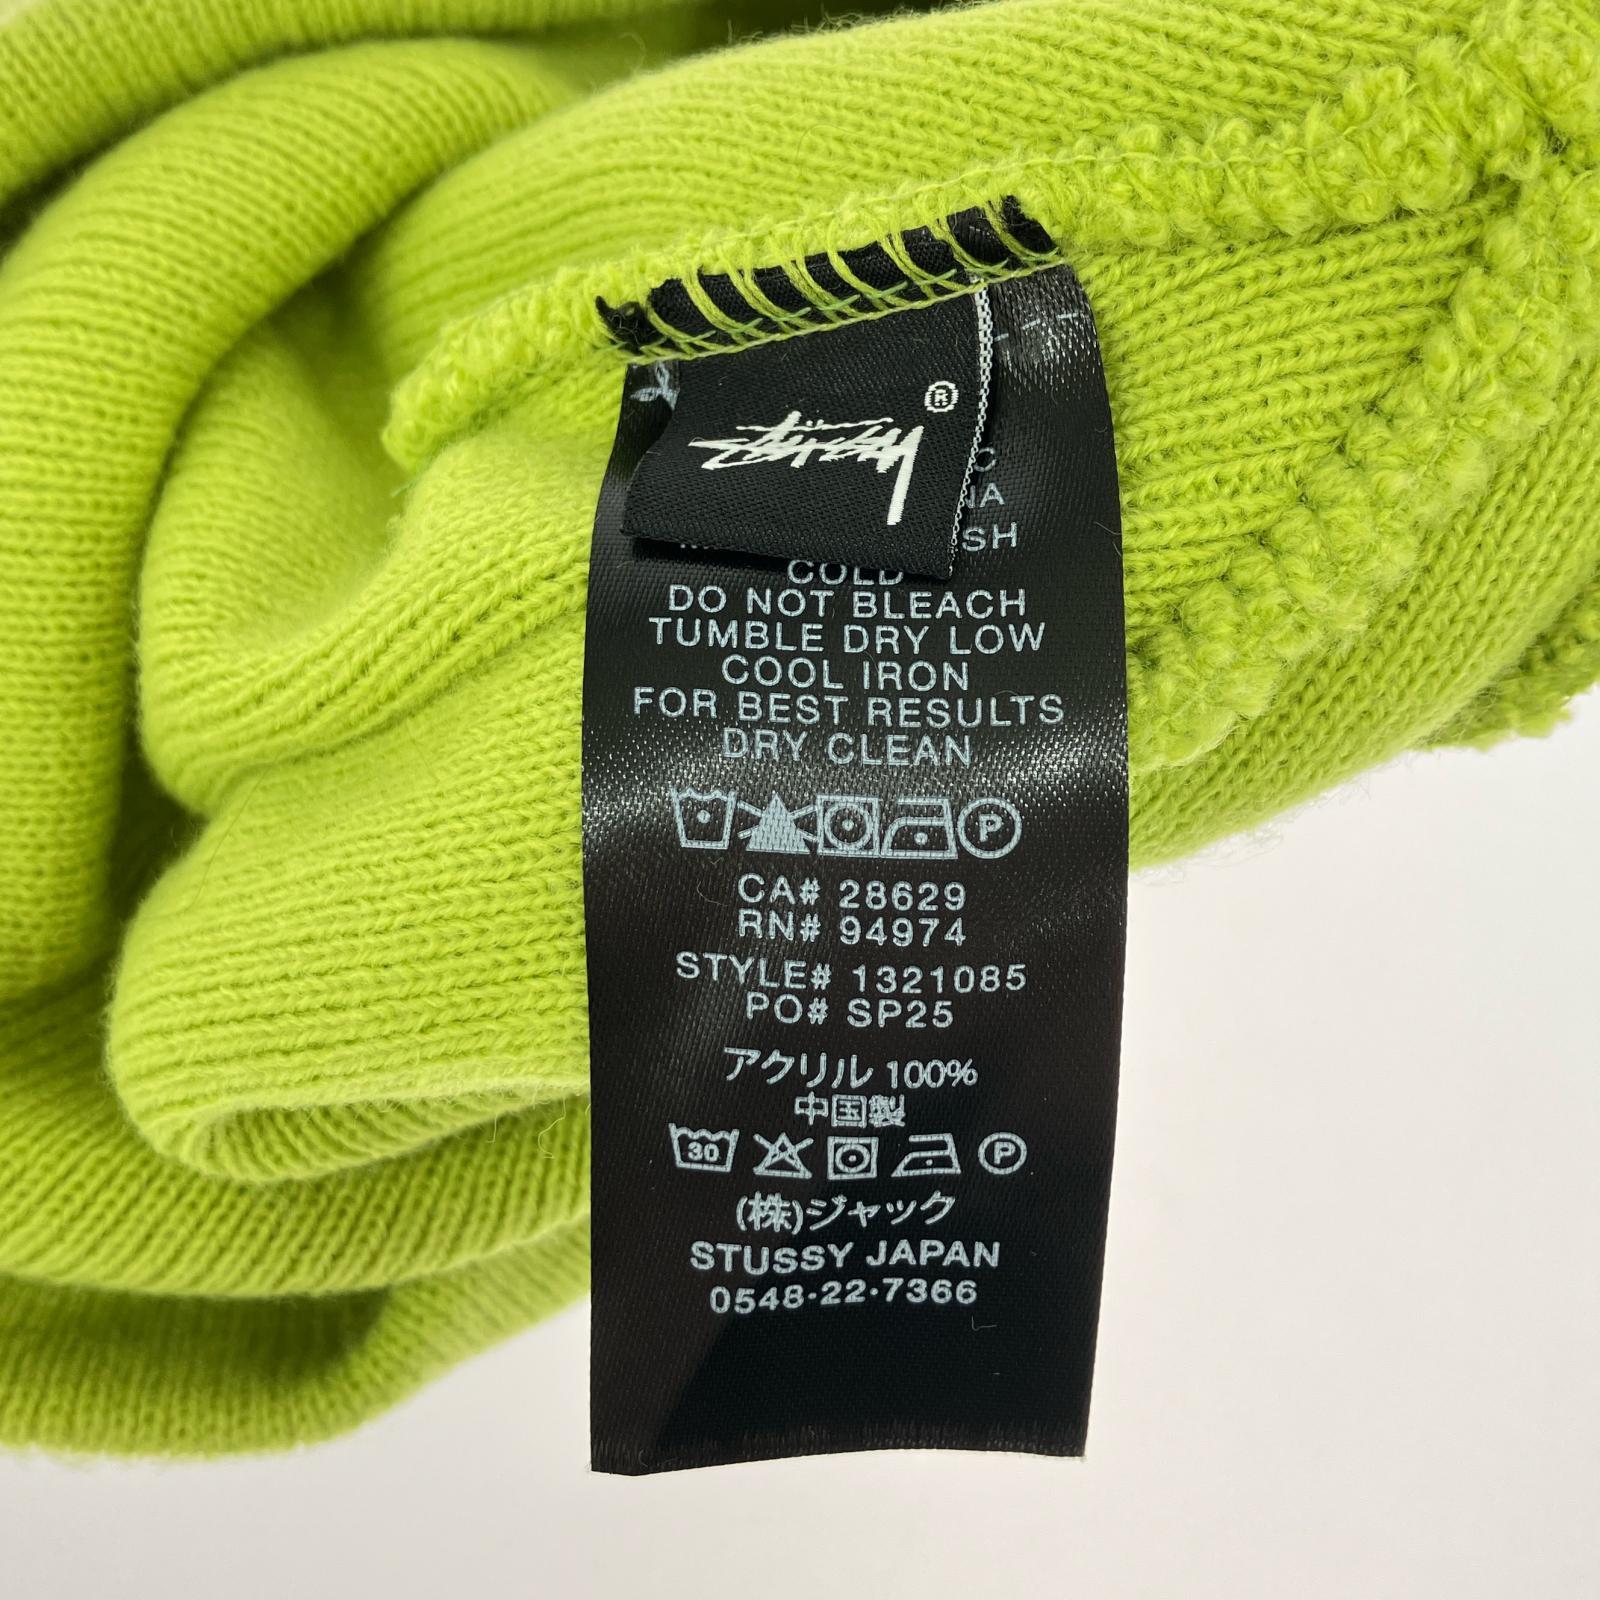 Stüssy ®
COLD
DO NOT BLEACH
TUMBLE DRY LOW
COOL IRON
FOR BEST RESULTS
DRY CLEAN
P
CA# 28629
RN# 94974
STYLE# 1321085
PO# SP25
アクリル 100%
中国製
30 P
(株)ジャック
STUSSY JAPAN
0548·22·7366